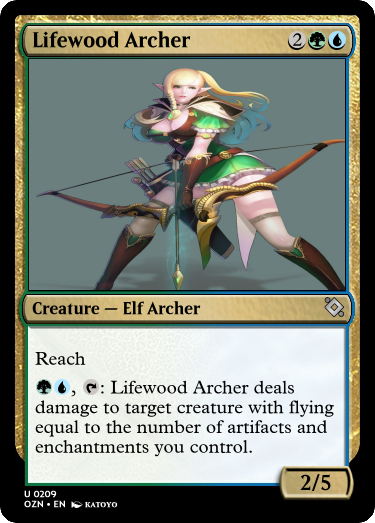 Lifewood Archer 2
Creature — Elf Archer
Reach
, : Lifewood Archer deals
damage to target creature with flying
equal to the number of artifacts and
enchantments you control.
2/5
U 0209
OZN • EN KATOYO